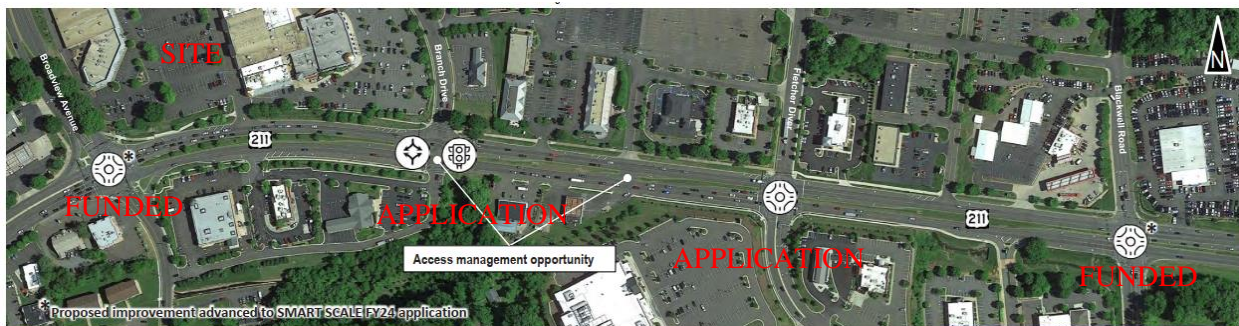 SITE
Broadview Avenue
Branch Drive
Fletcher Drive
Blackwell Road
N
211
*
FUNDED
APPLICATION
211
*
APPLICATION
FUNDED
Access management opportunity
*
Proposed improvement advanced to SMART SCALE FY24 application